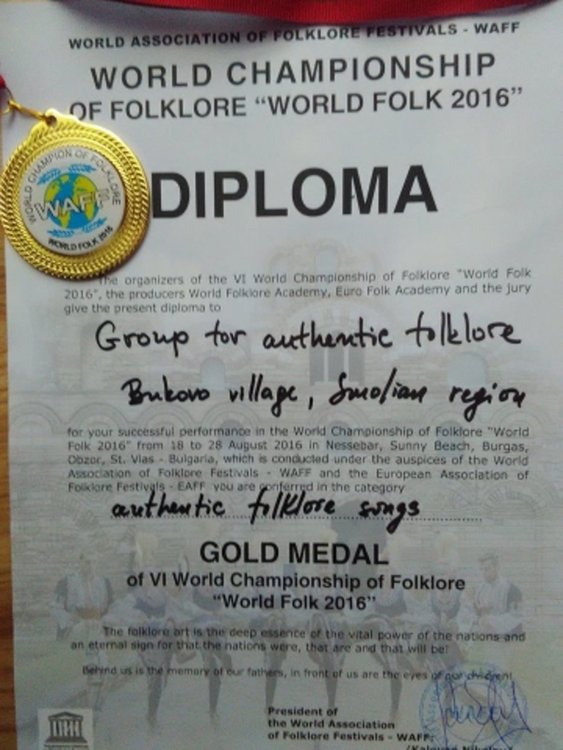 WORLD ASSOCIATION OF FOLKLORE FESTIVALS - WAFF
WORLD CHAMPIONSHIP
OF FOLKLORE “WORLD FOLK 2016”
WORLD CHAMPION OF FOLKLORE
WAFF
WORLD FOLK 2016
DIPLOMA
The organizers of the VI World Championship of Folklore "World Folk
2016", the producers World Folklore Academy, Euro Folk Academy and the jury
give the present diploma to
Group for authentic folklore
Bukovo village, Smolian region
for your successful performance in the World Championship of Folklore "World
Folk 2016" from 18 to 28 August 2016 in Nessebar, Sunny Beach, Burgas,
Obzor, St. Vlas - Bulgaria, which is conducted under the auspices of the World
Association of Folklore Festivals - WAFF and the European Association of
Folklore Festivals - EAFF you are conferred in the category
authentic folklore songs
GOLD MEDAL
of VI World Championship of Folklore
“World Folk 2016”
The folklore art is the deep essence of the vital power of the nations and
an eternal sign for that the nations were, that are and that will be!
Behind us is the memory of our fathers, in front of us are the eyes of our children!
President of
the World Association
of Folklore Festivals - WAFF: